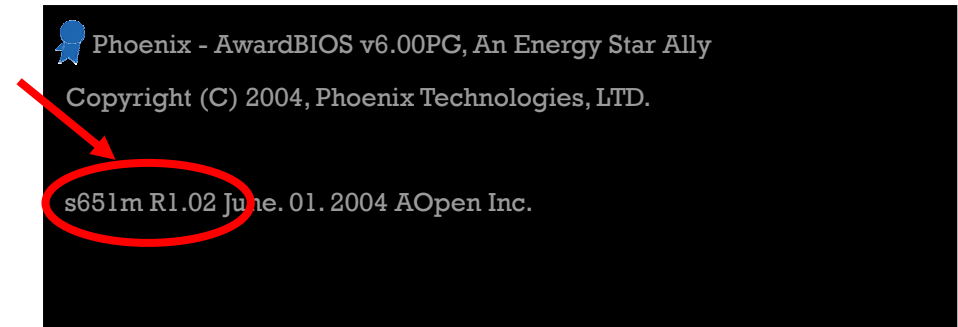 Phoenix - AwardBIOS v6.00PG, An Energy Star Ally
Copyright (C) 2004, Phoenix Technologies, LTD.
s651m R1.02 June. 01. 2004 AOpen Inc.